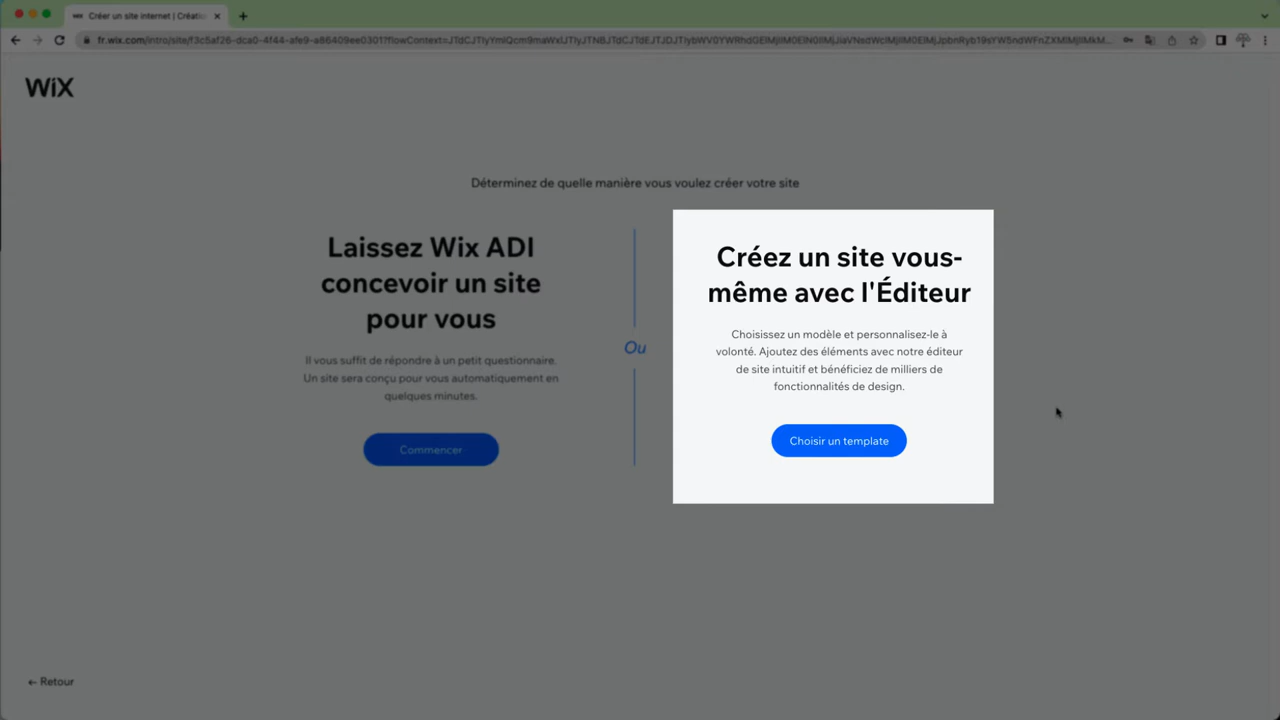 WiX Créer un site internet | Créatio
WiX
Déterminez de quelle manière vous voulez créer votre site
Laissez Wix ADI
concevoir un site
pour vous
Il vous suffit de répondre à un petit questionnaire.
Un site sera conçu pour vous automatiquement en
quelques minutes.
Commencer
Ou
Créez un site vous-
même avec l'Éditeur
Choisissez un modèle et personnalisez-le à
volonté. Ajoutez des éléments avec notre éditeur
de site intuitif et bénéficiez de milliers de
fonctionnalités de design.
Choisir un template
← Retour